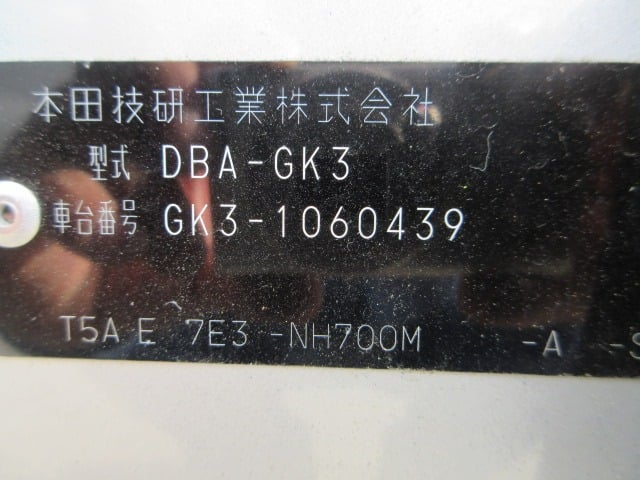 本田技研工業株式会社
型式 DBA-GK3
車台番号 GK3-1060439
T5A E 7E3 -NH700M -A -S